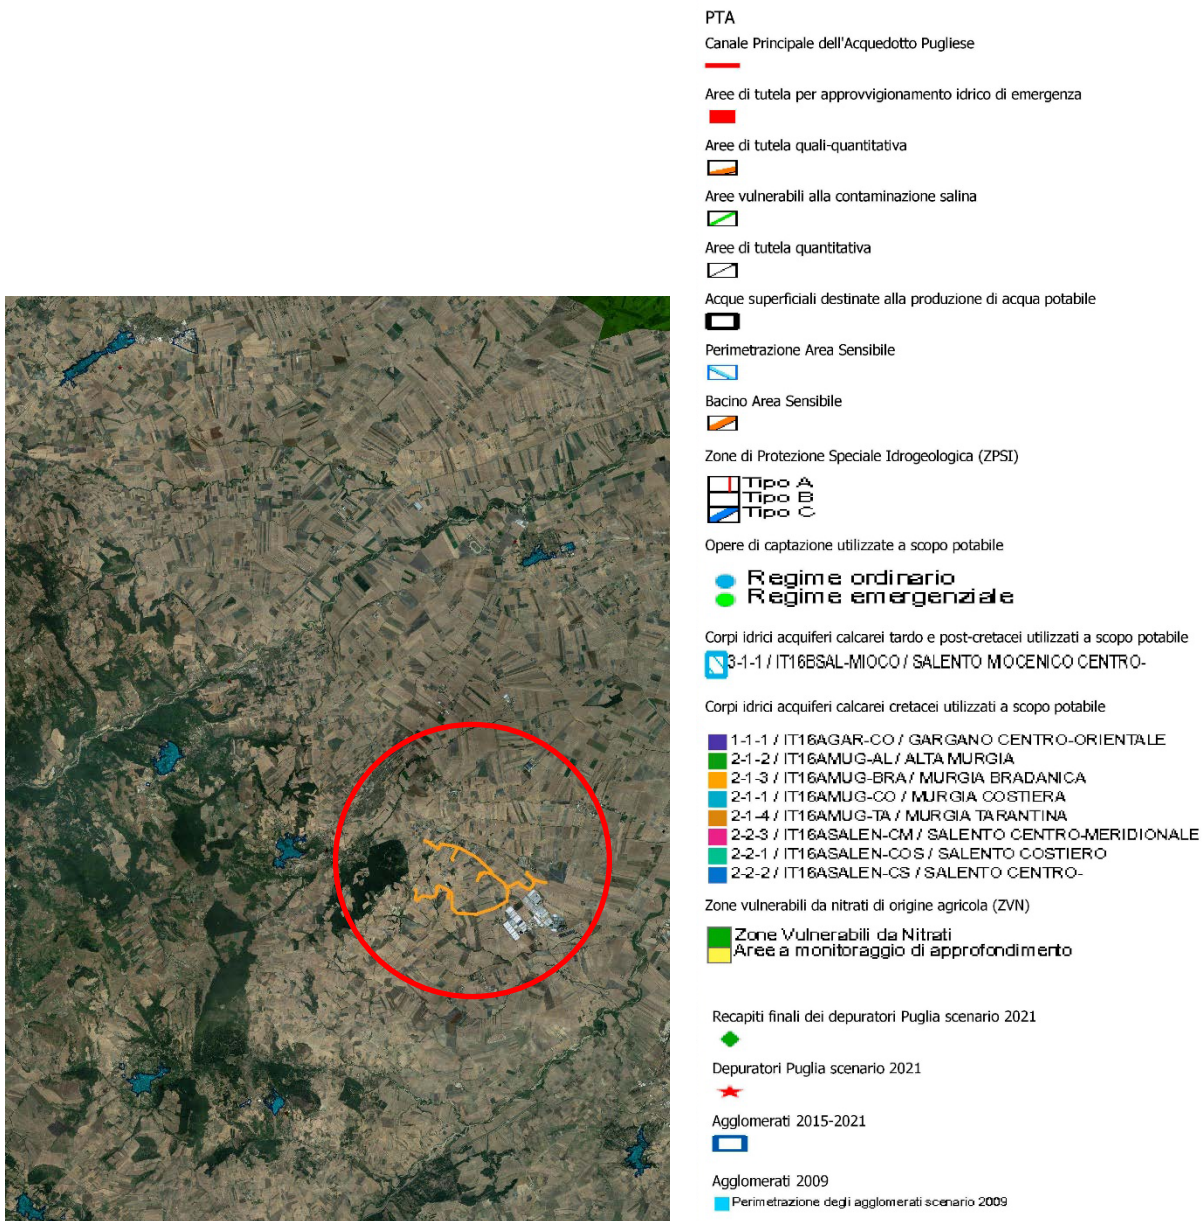 PTA
Canale Principale dell'Acquedotto Pugliese
Aree di tutela per approvvigionamento idrico di emergenza
Aree di tutela quali-quantitativa
Aree vulnerabili alla contaminazione salina
Aree di tutela quantitativa
Acque superficiali destinate alla produzione di acqua potabile
Perimetrazione Area Sensibile
Bacino Area Sensibile
Zone di Protezione Speciale Idrogeologica (ZPSI)
Tipo A
Tipo B
Tipo C
Opere di captazione utilizzate a scopo potabile
Regime ordinario
Regime emergenziale
Corpi idrici acquiferi calcarei tardo e post-cretacei utilizzati a scopo potabile
3-1-1 / IT16BSAL-MIOCO / SALENTO MIOCENICO CENTRO-
Corpi idrici acquiferi calcarei cretacei utilizzati a scopo potabile
1-1-1 / IT16AGAR-CO / GARGANO CENTRO-ORIENTALE
2-1-2 / IT16AMUG-AL / ALTA MURGIA
2-1-3 / IT16AMUG-BRA / MURGIA BRADANICA
2-1-1 / IT16AMUG-CO / MURGIA COSTIERA
2-1-4 / IT16AMUG-TA / MURGIA TARANTINA
2-2-3 / IT16ASALEN-CM / SALENTO CENTRO-MERIDIONALE
2-2-1 / IT16ASALEN-COS / SALENTO COSTIERO
2-2-2 / IT16ASALEN-CS / SALENTO CENTRO-
Zone vulnerabili da nitrati di origine agricola (ZVN)
Zone Vulnerabili da Nitrati
Aree a monitoraggio di approfondimento
Recapiti finali dei depuratori Puglia scenario 2021
Depuratori Puglia scenario 2021
Agglomerati 2015-2021
Agglomerati 2009
Perimetrazione degli agglomerati scenario 2009